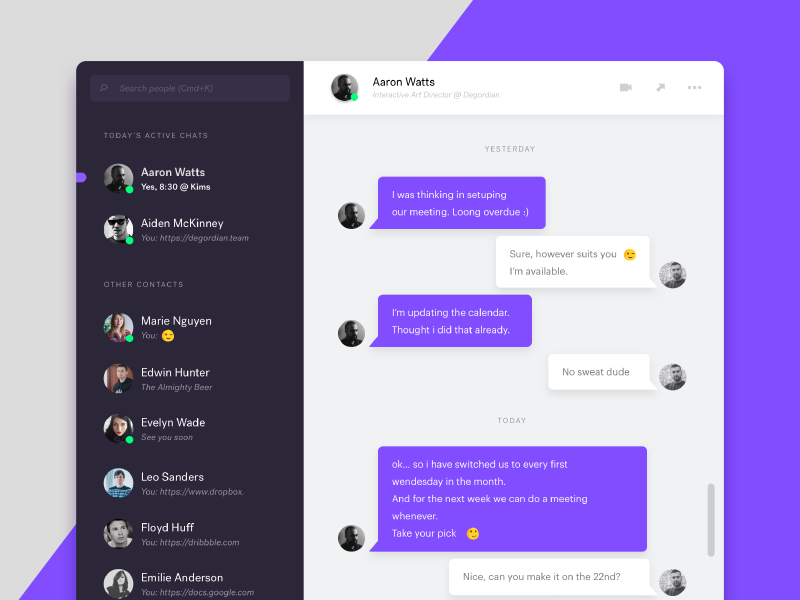 Search people (Cmd+K)
TODAY'S ACTIVE CHATS
Aaron Watts
Yes, 8:30 @ Kims
Aiden McKinney
You: https://degordian.team
OTHER CONTACTS
Marie Nguyen
You: 😌
Edwin Hunter
The Almighty Beer
Evelyn Wade
See you soon
Leo Sanders
You: https://www.dropbox.
Floyd Huff
You: https://dribbble.com
Emilie Anderson
You: https://docs.google.com
Aaron Watts
Interactive Art Director @ Degordian
YESTERDAY
I was thinking in setuping
our meeting. Loong overdue :)
Sure, however suits you 😉
I'm available.
I'm updating the calendar.
Thought i did that already.
No sweat dude
TODAY
ok... so i have switched us to every first
wendesday in the month.
And for the next week we can do a meeting
whenever.
Take your pick 🙄
Nice, can you make it on the 22nd?